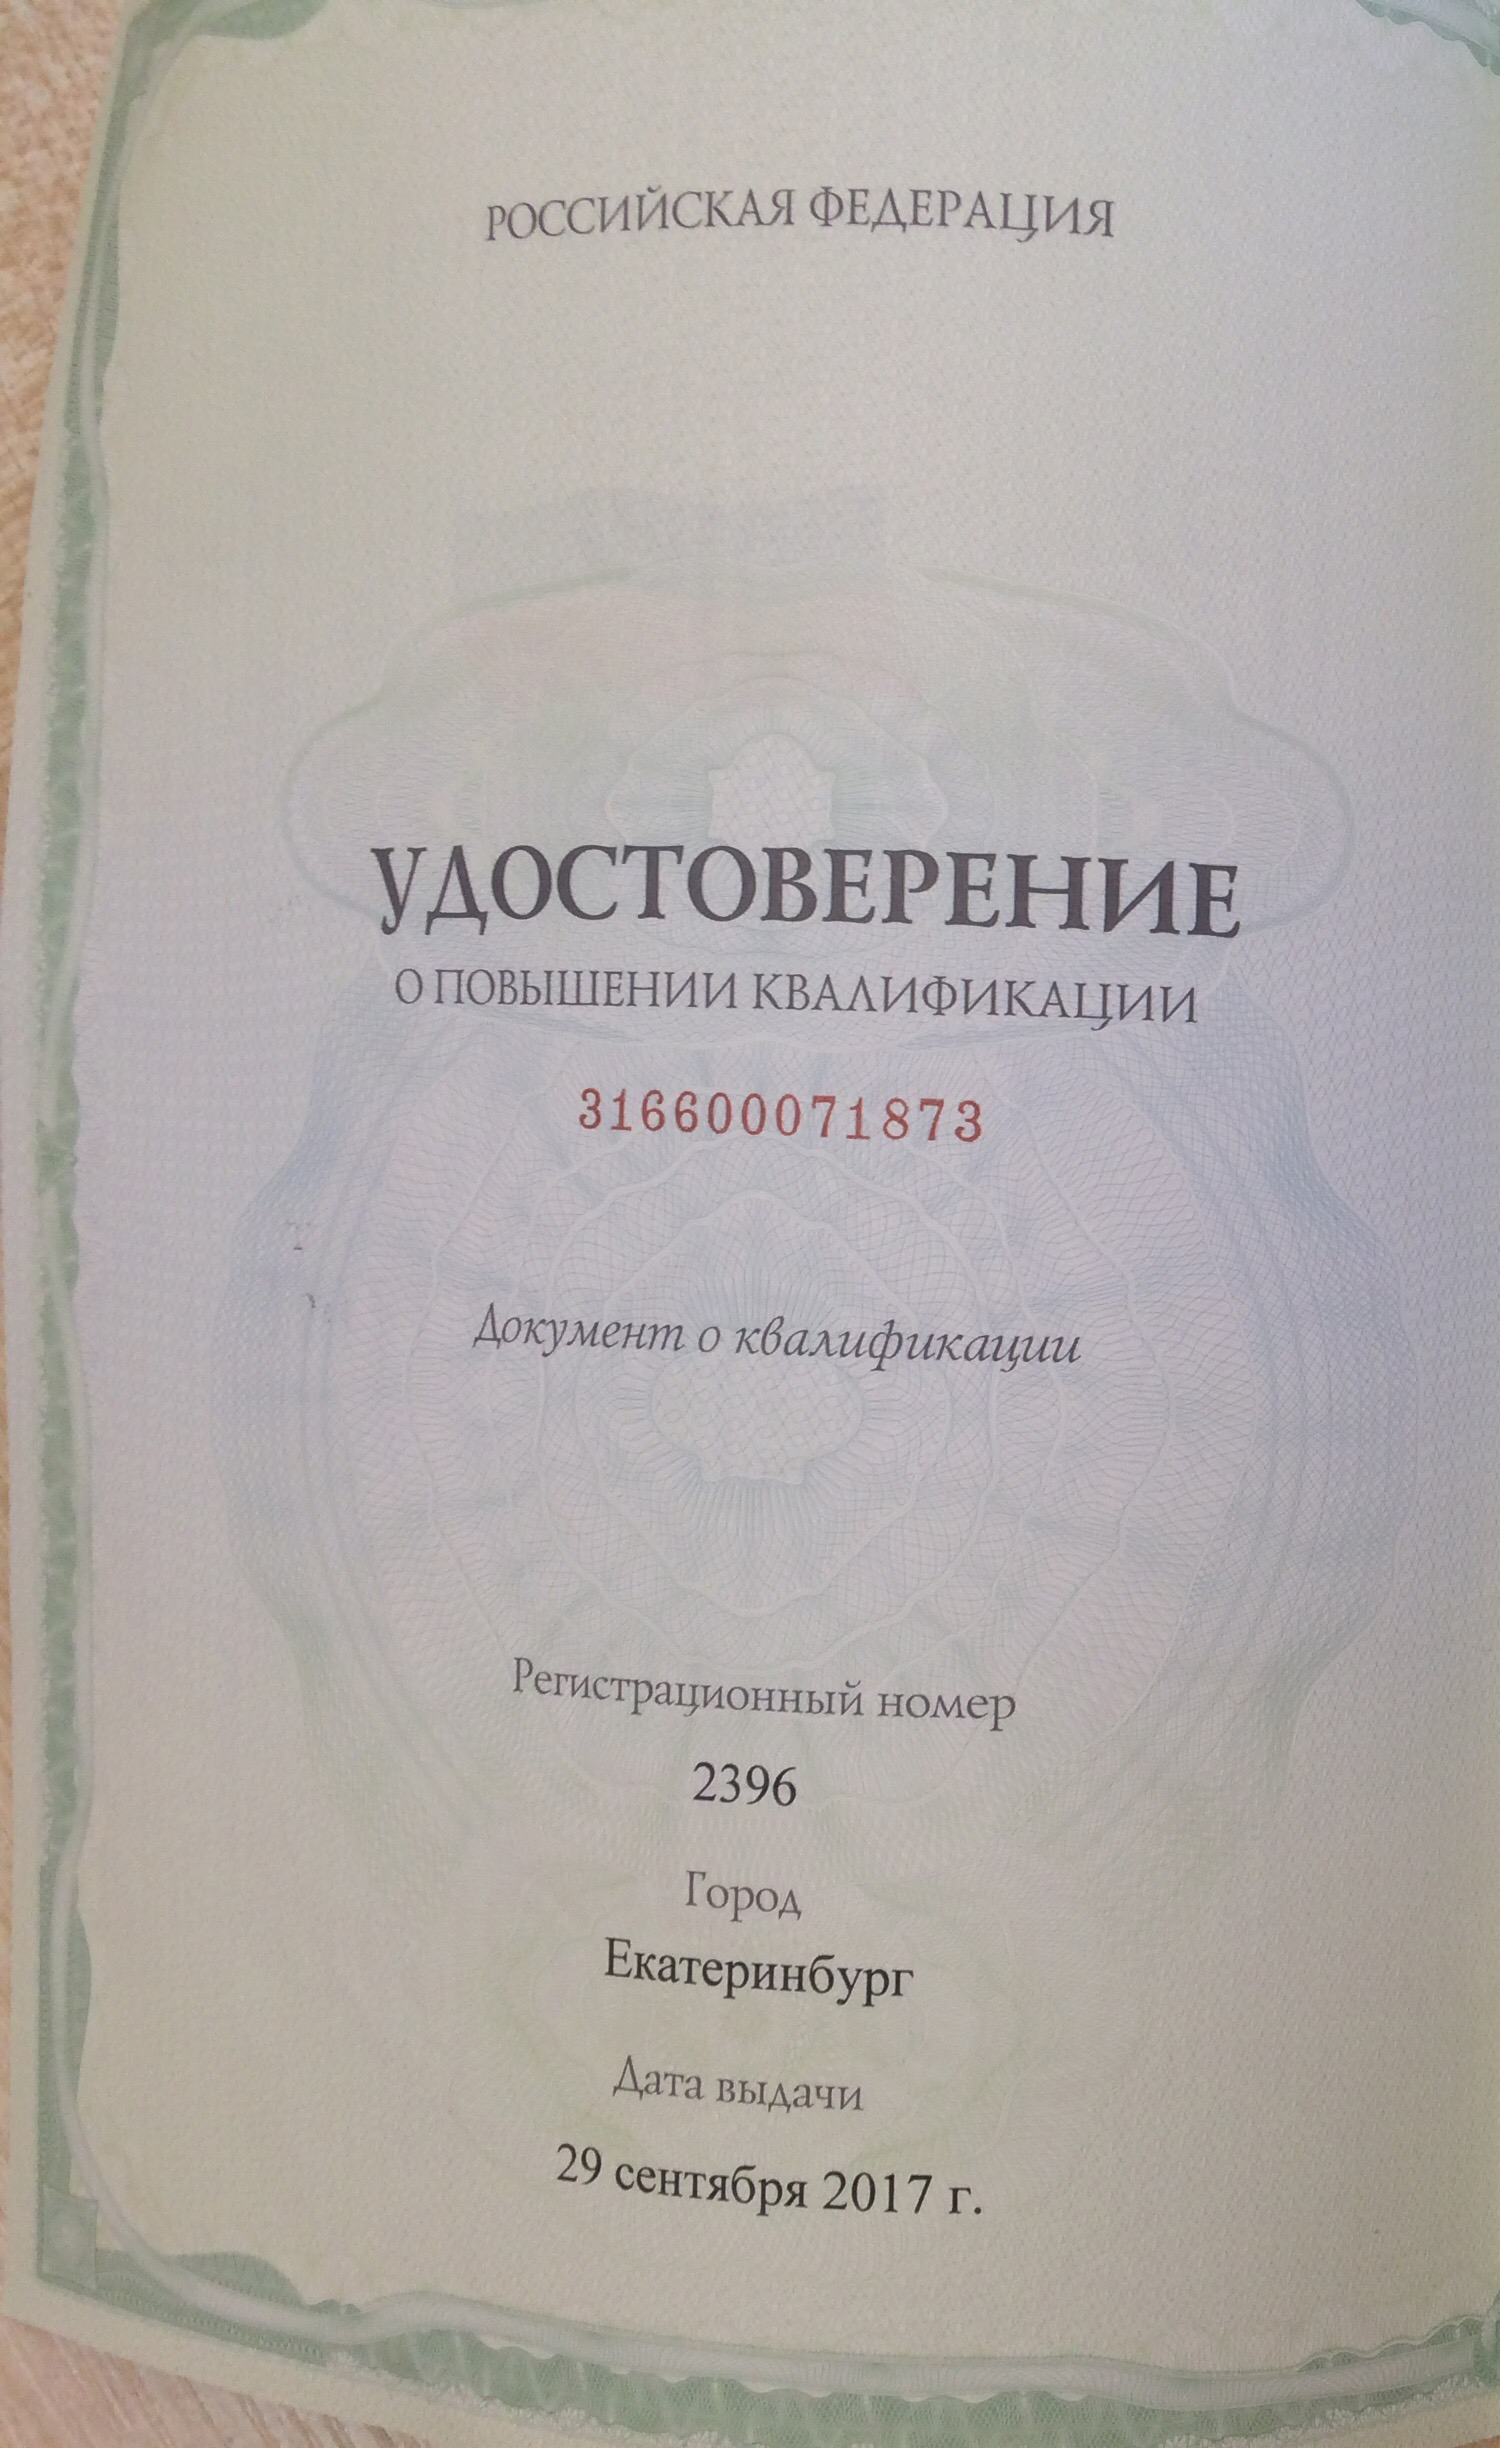 РОССИЙСКАЯ ФЕДЕРАЦИЯ
УДОСТОВЕРЕНИЕ
О ПОВЫШЕНИИ КВАЛИФИКАЦИИ
316600071873
Документ о квалификации
Регистрационный номер
2396
Город
Екатеринбург
Дата выдачи
29 сентября 2017 г.